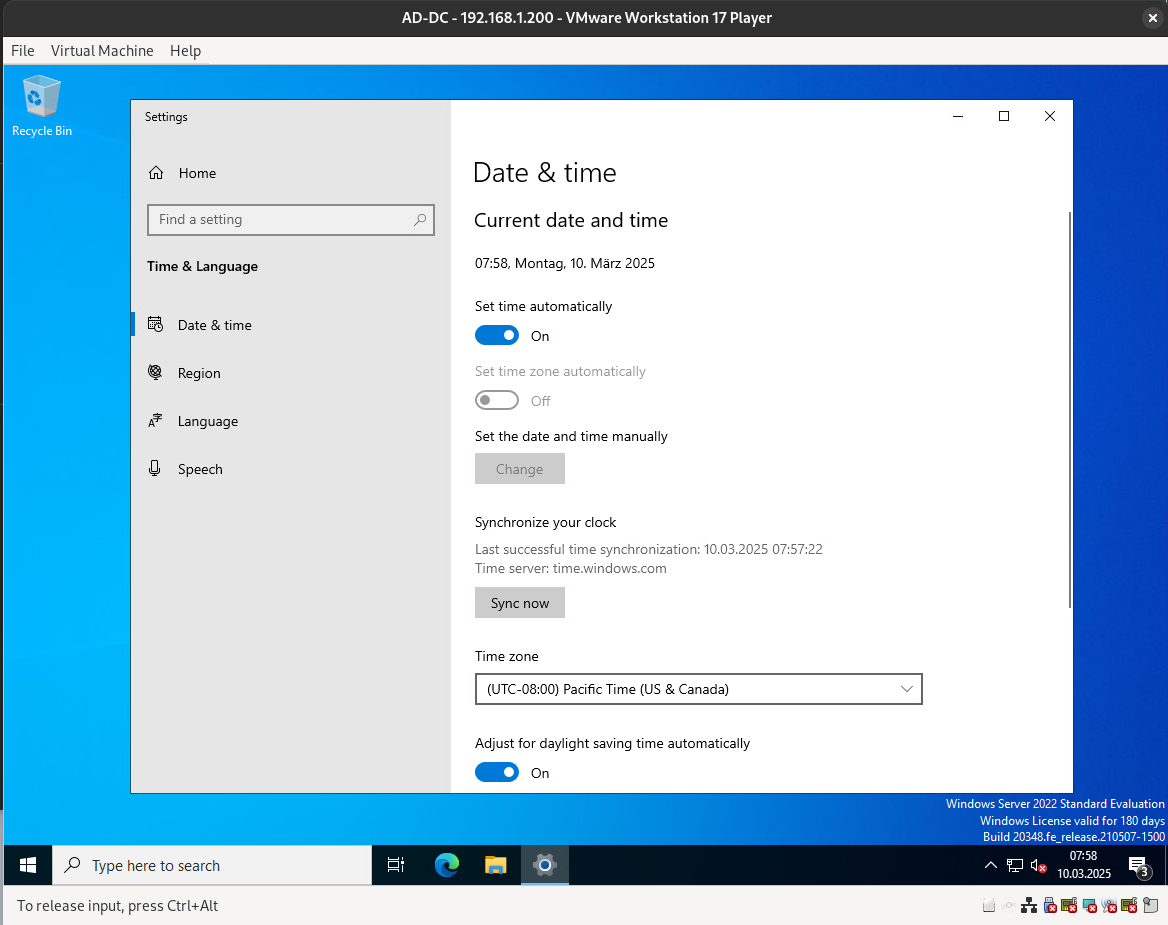 AD-DC - 192.168.1.200 - VMware Workstation 17 Player
File Virtual Machine Help
Recycle Bin
Settings
Home
Find a setting
Time & Language
Date & time
Region
Language
Speech
Date & time
Current date and time
07:58, Montag, 10. März 2025
Set time automatically
On
Set time zone automatically
Off
Set the date and time manually
Change
Synchronize your clock
Last successful time synchronization: 10.03.2025 07:57:22
Time server: time.windows.com
Sync now
Time zone
(UTC-08:00) Pacific Time (US & Canada)
Adjust for daylight saving time automatically
On
Windows Server 2022 Standard Evaluation
Windows License valid for 180 days
Build 20348.fe_release.210507-1500
Type here to search
07:58
10.03.2025
3
To release input, press Ctrl+Alt